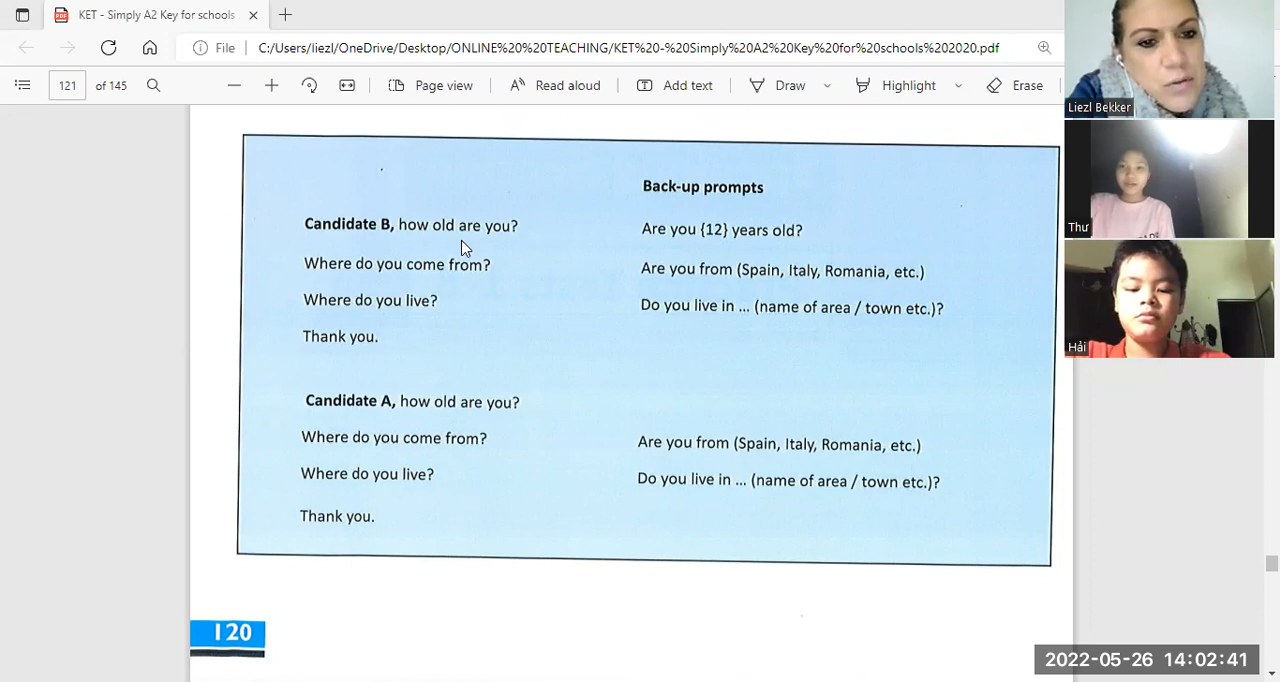 KET - Simply A2 Key for schools
File C:/Users/liezl/OneDrive/Desktop/ONLINE%20%20TEACHING/KET%20-%20Simply%20A2%20Key%20for%20schools%202020.pdf
121 of 145 Page view Read aloud Add text Draw Highlight Erase
Liezl Bekker
Thư
Hải
Back-up prompts
Candidate B, how old are you? Are you {12} years old?
Where do you come from? Are you from (Spain, Italy, Romania, etc.)
Where do you live? Do you live in ... (name of area / town etc.)?
Thank you.
Candidate A, how old are you?
Where do you come from? Are you from (Spain, Italy, Romania, etc.)
Where do you live? Do you live in ... (name of area / town etc.)?
Thank you.
120
2022-05-26 14:02:41